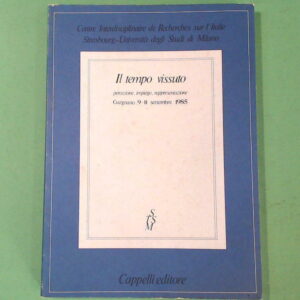 Centre Interdisciplinaire de Recherches sur l'Italie
Strasbourg-Università degli Studi di Milano
Il tempo vissuto
percezione, impiego, rappresentazione
Gargnano 9-11 settembre 1985
Cappelli editore